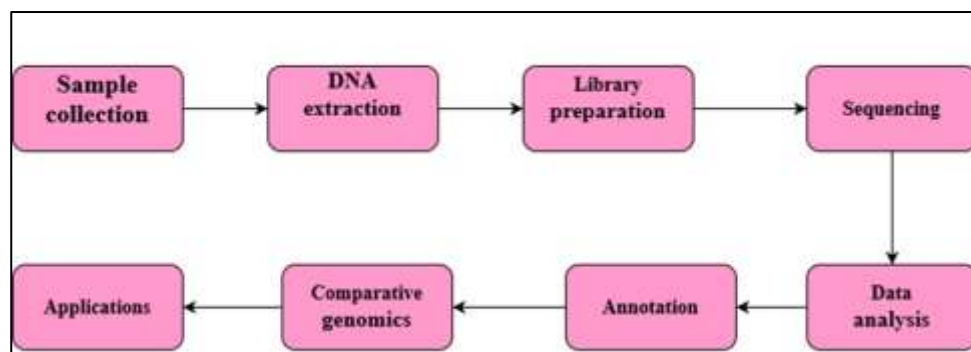 Sample
collection
DNA
extraction
Library
preparation
Sequencing
Data
analysis
Annotation
Comparative
genomics
Applications